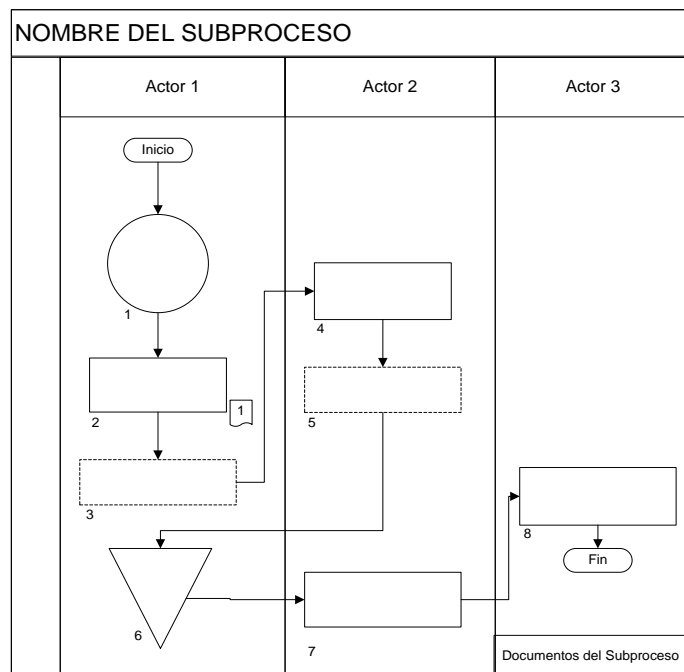 NOMBRE DEL SUBPROCESO
Actor 1
Actor 2
Actor 3
Inicio
1
4
2
1
5
3
8
Fin
6
7
Documentos del Subproceso